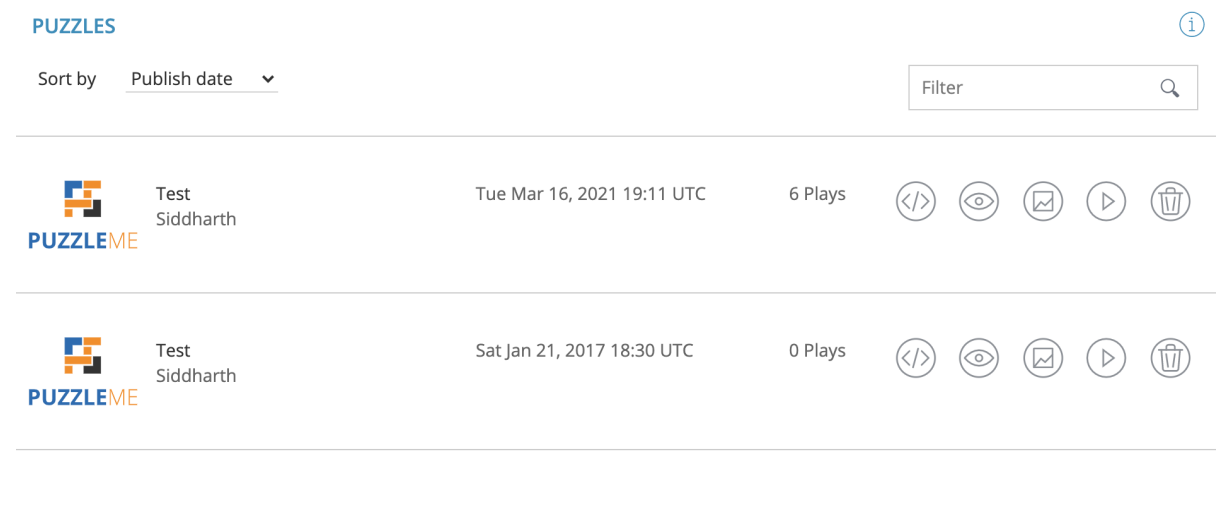 PUZZLES
Sort by Publish date
Filter
Test Tue Mar 16, 2021 19:11 UTC 6 Plays
Siddharth
PUZZLEME
Test Sat Jan 21, 2017 18:30 UTC 0 Plays
Siddharth
PUZZLEME